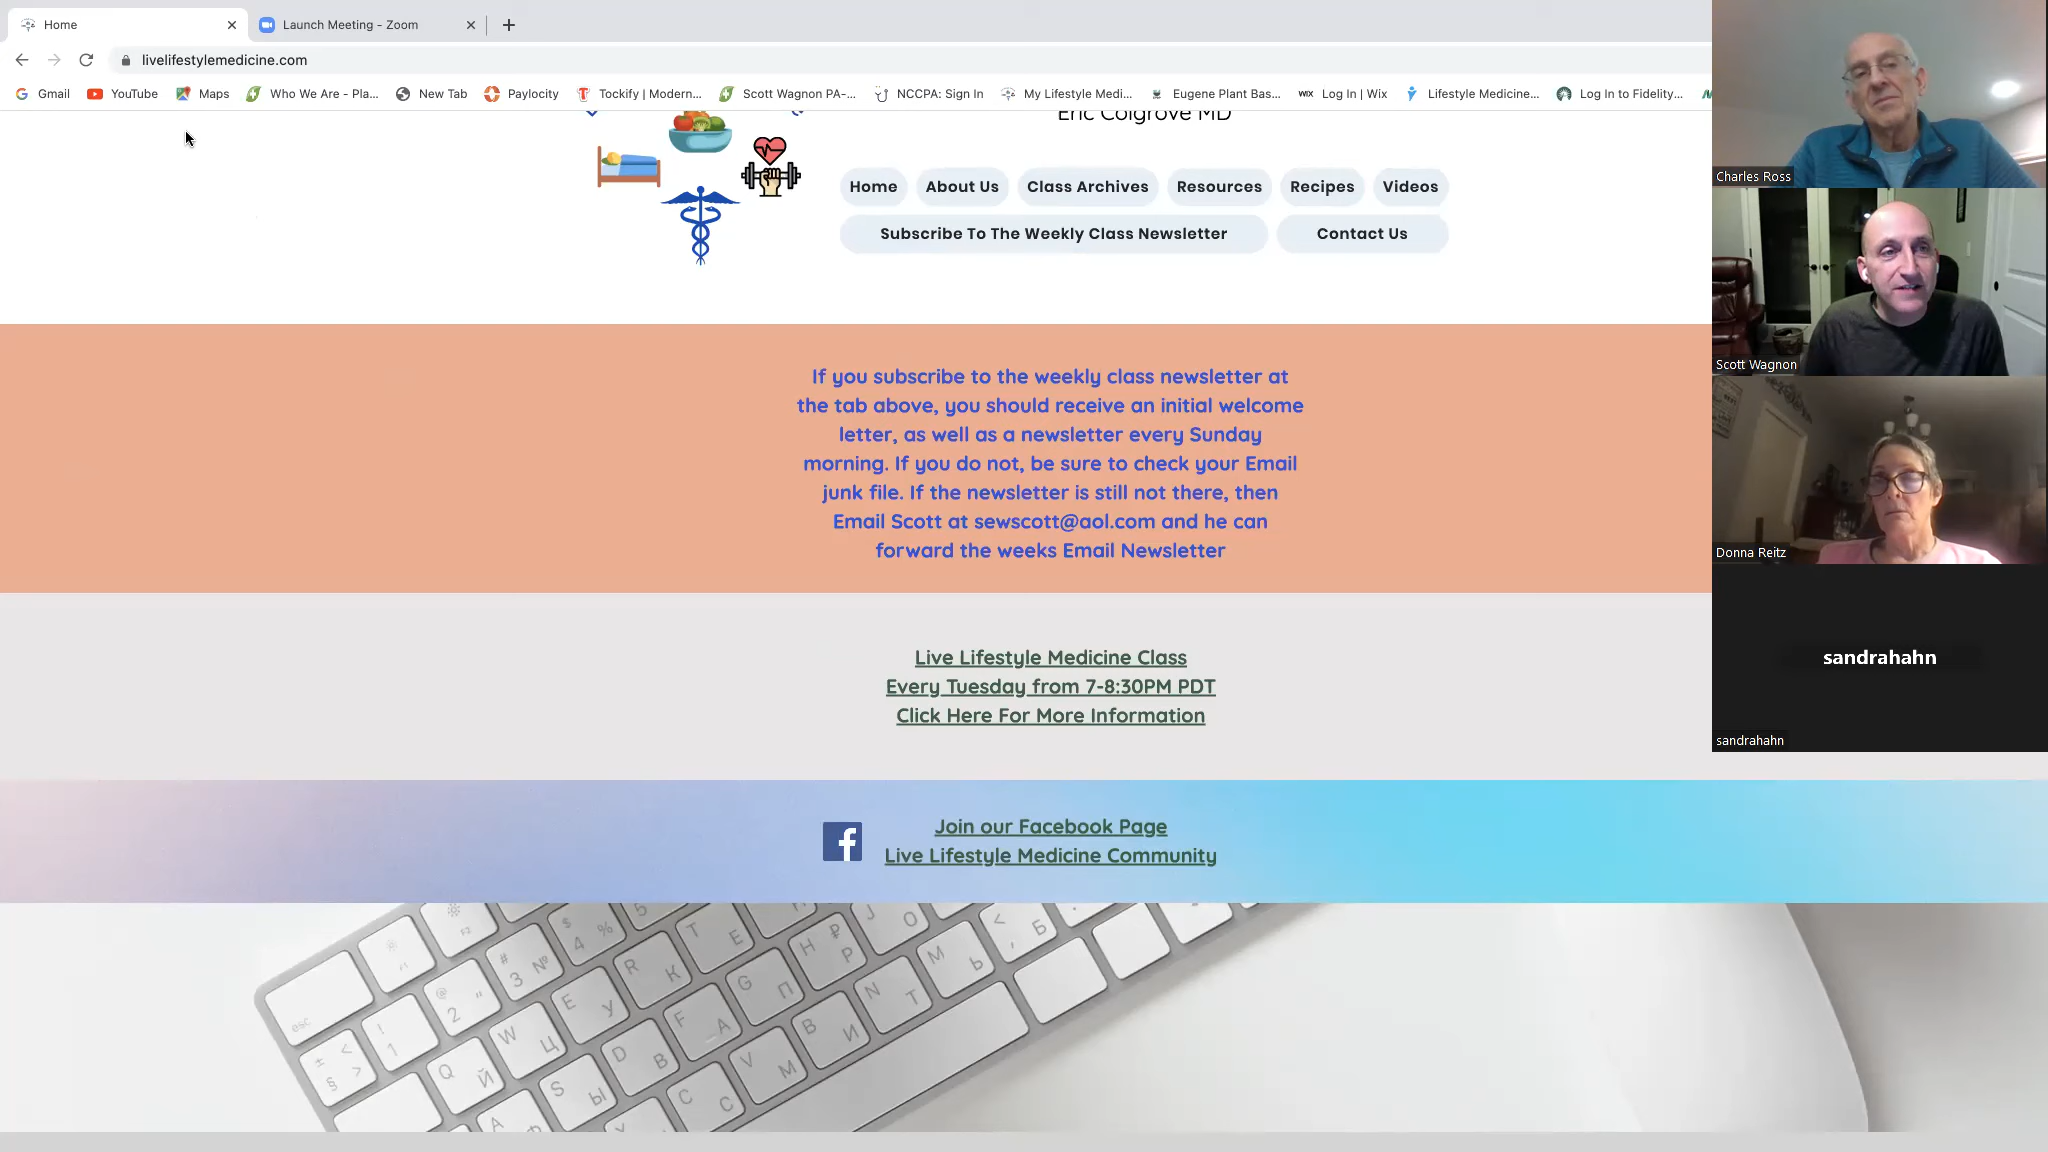 Home
Launch Meeting - Zoom
livelifestylemedicine.com
Gmail
YouTube
Maps
Who We Are - Pla...
New Tab
Paylocity
Tockify | Modern...
Scott Wagnon PA-...
NCCPA: Sign In
My Lifestyle Medi...
Eugene Plant Bas...
WIX
Log In | Wix
Lifestyle Medicine...
Log In to Fidelity...
Eric Colgrove MD
Home
About Us
Class Archives
Resources
Recipes
Videos
Subscribe To The Weekly Class Newsletter
Contact Us
If you subscribe to the weekly class newsletter at
the tab above, you should receive an initial welcome
letter, as well as a newsletter every Sunday
morning. If you do not, be sure to check your Email
junk file. If the newsletter is still not there, then
Email Scott at sewscott@aol.com and he can
forward the weeks Email Newsletter
Live Lifestyle Medicine Class
Every Tuesday from 7-8:30PM PDT
Click Here For More Information
Join our Facebook Page
Live Lifestyle Medicine Community
Charles Ross
Scott Wagnon
Donna Reitz
sandrahahn
sandrahahn